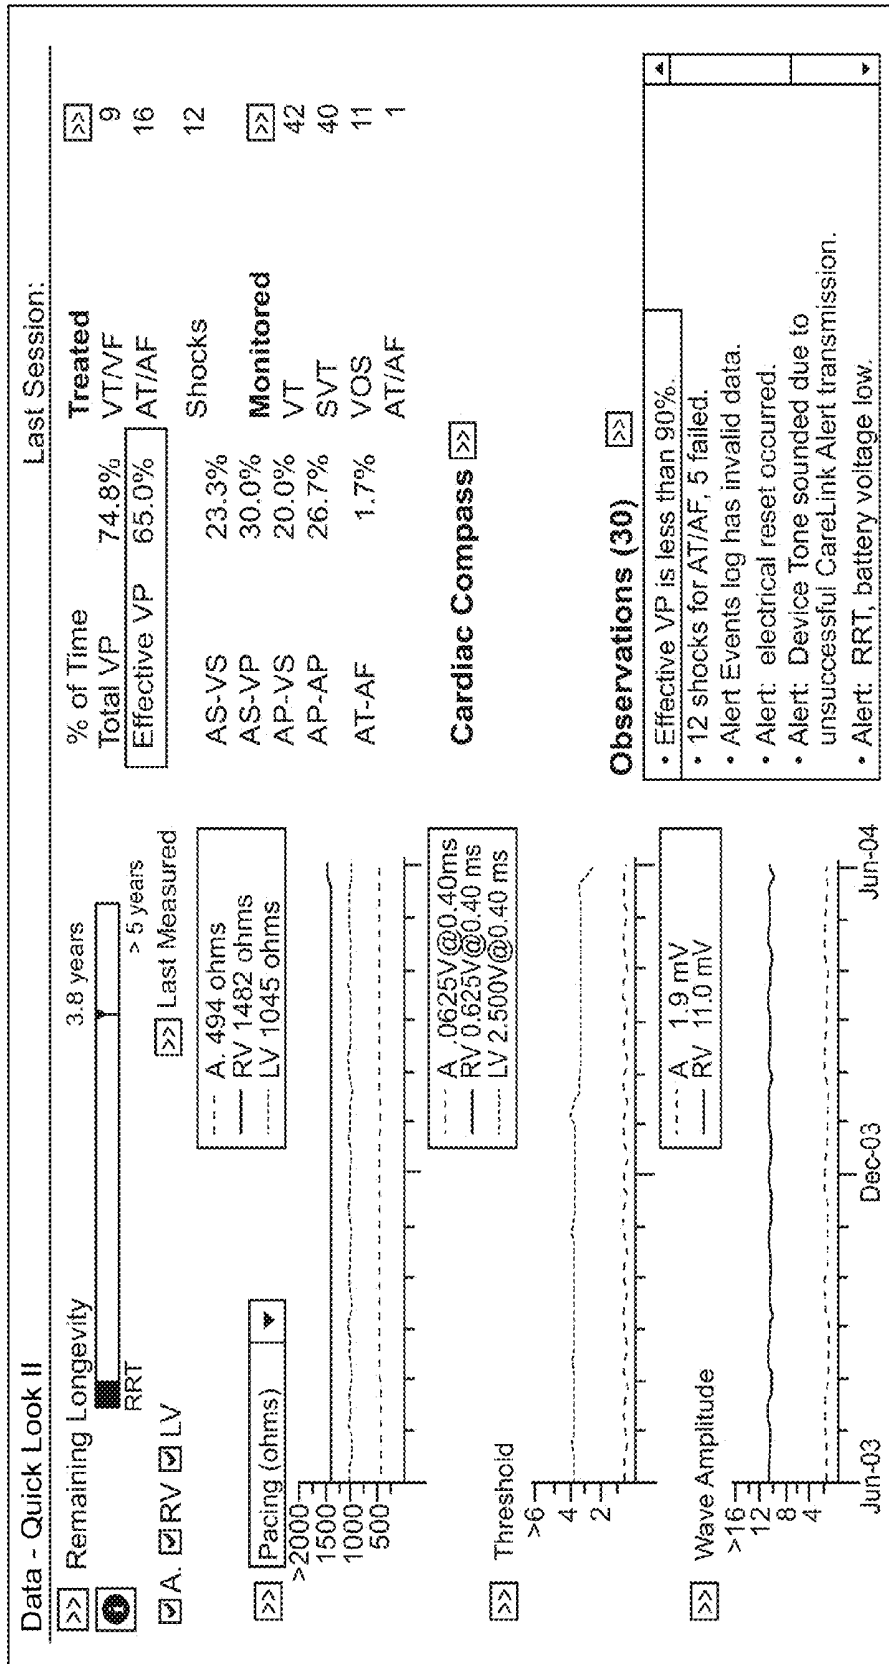 Data - Quick Look II
Last Session:
>> Remaining Longevity
3.8 years
RRT
> 5 years
☑ A. ☑ RV ☑ LV
>> Last Measured
>> Pacing (ohms) ▼
A. 494 ohms
RV 1482 ohms
LV 1045 ohms
>2000
1500
1000
500
>> Threshold
A .0625V@0.40ms
RV 0.625V@0.40 ms
LV 2.500V@0.40 ms
>6
4
2
>> Wave Amplitude
A 1.9 mV
RV 11.0 mV
>16
12
8
4
Jun-03 Dec-03 Jun-04
% of Time
Total VP 74.8%
Effective VP 65.0%
AS-VS 23.3%
AS-VP 30.0%
AP-VS 20.0%
AP-AP 26.7%
AT-AF 1.7%
Treated >>
VT/VF 9
AT/AF 16
Shocks 12
Monitored >>
VT 42
SVT 40
VOS 11
AT/AF 1
Cardiac Compass >>
Observations (30) >>
• Effective VP is less than 90%.
• 12 shocks for AT/AF, 5 failed.
• Alert Events log has invalid data.
• Alert: electrical reset occurred.
• Alert: Device Tone sounded due to
unsuccessful CareLink Alert transmission.
• Alert: RRT, battery voltage low.